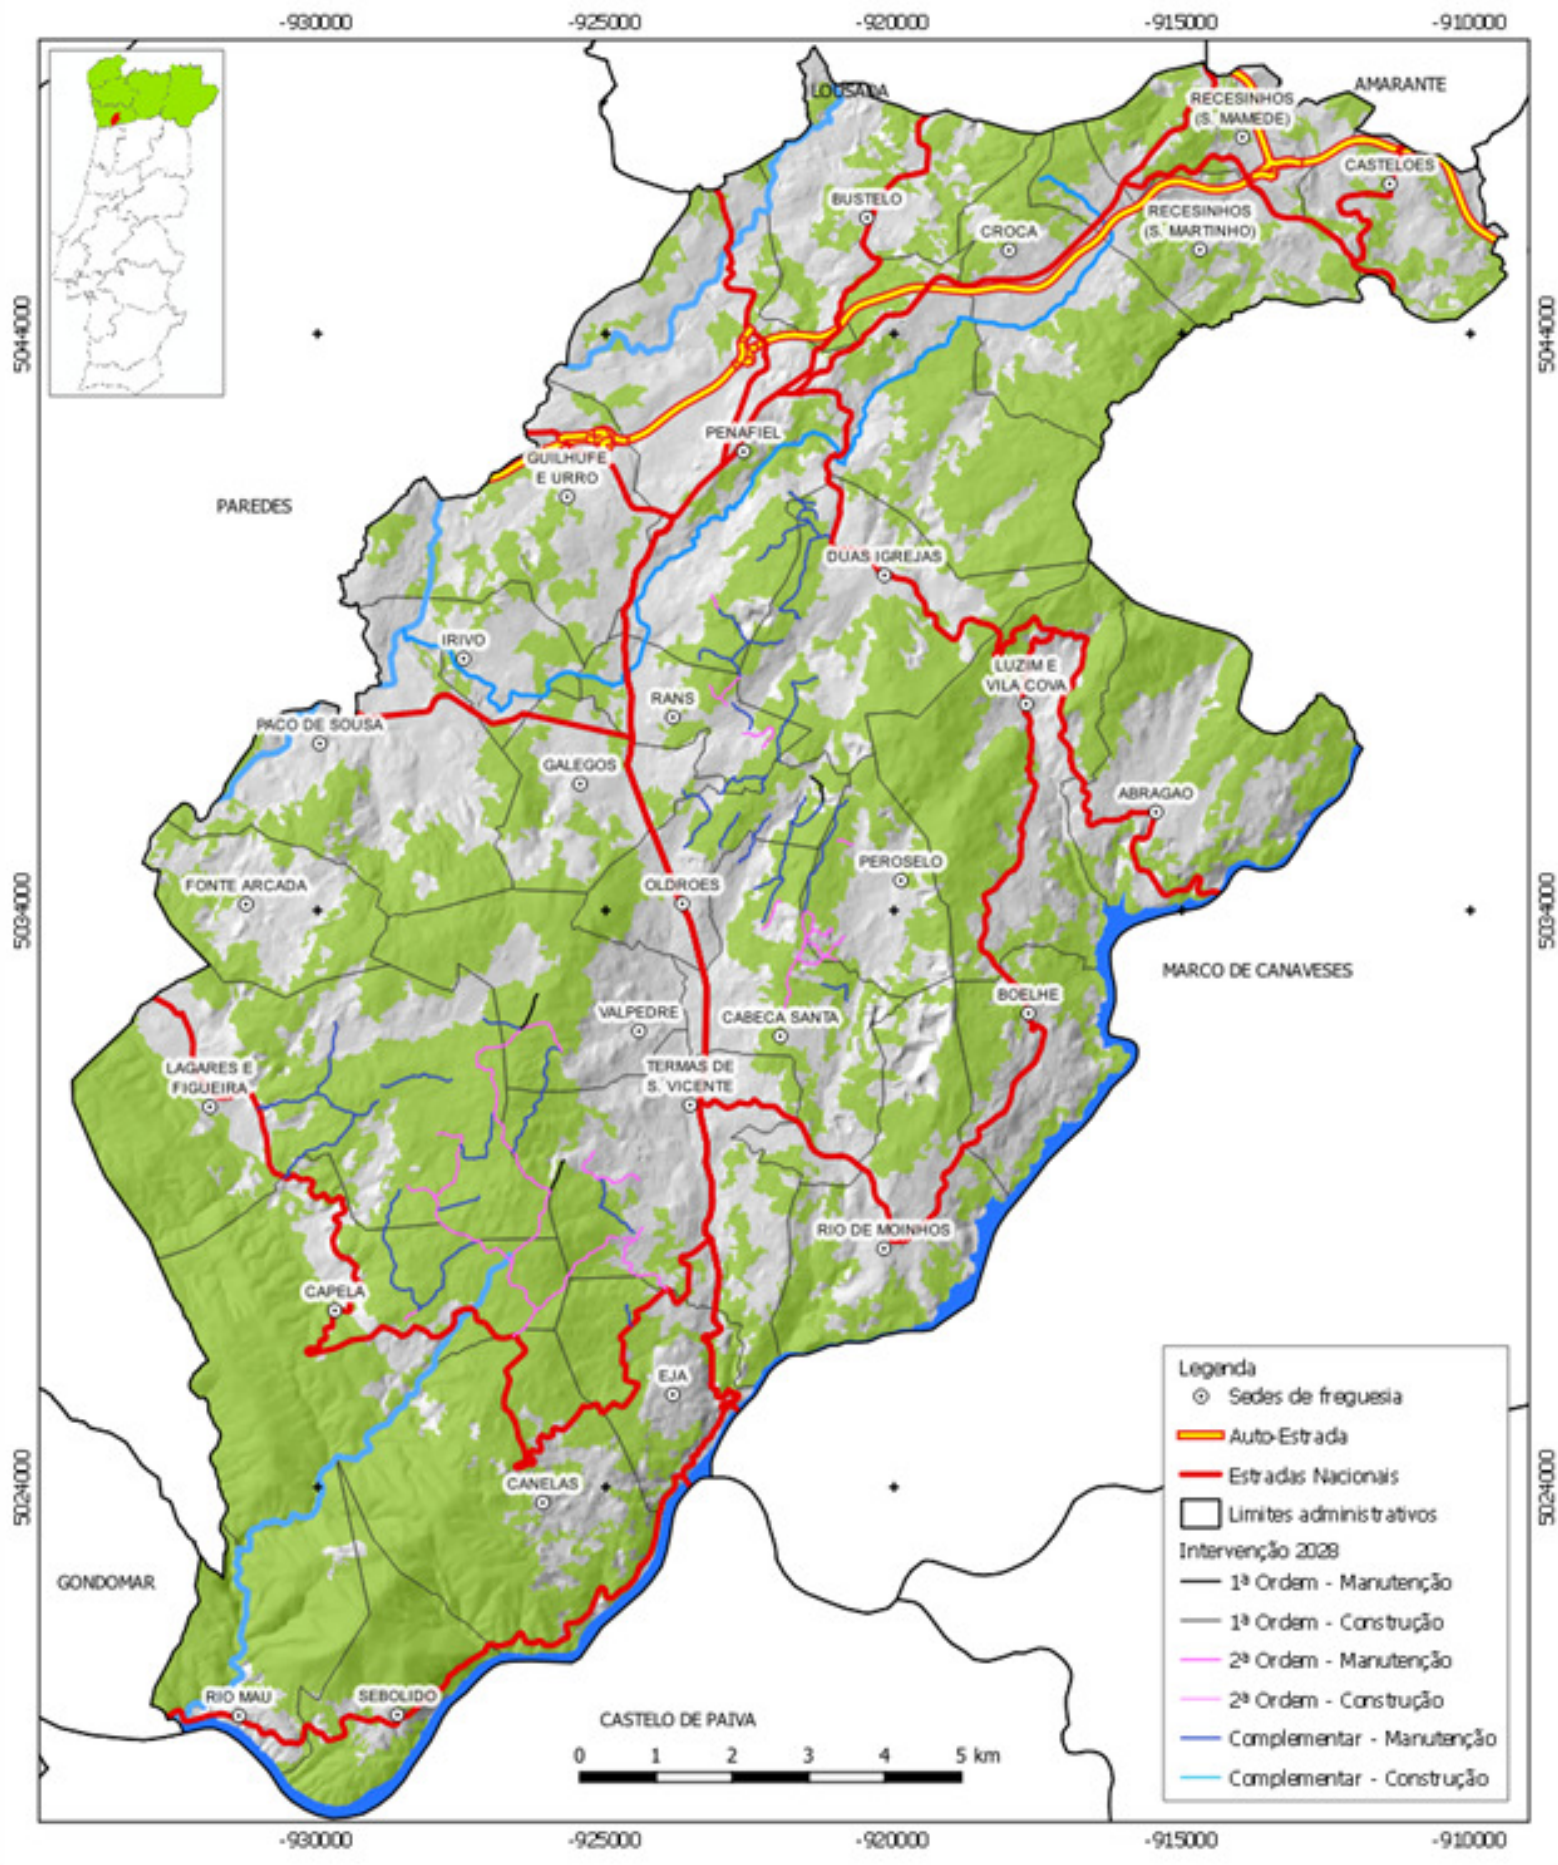 -930000
-925000
-920000
-915000
-910000
LOUSADA
AMARANTE
RECESINHOS
(S. MAMEDE)
CASTELOES
BUSTELO
RECESINHOS
(S. MARTINHO)
CROCA
5044000
5044000
PENAFIEL
GUILHUFE
E URRO
PAREDES
DUAS IGREJAS
IRIVO
LUZIM E
VILA COVA
RANS
PACO DE SOUSA
GALEGOS
ABRAGAO
PEROSELO
FONTE ARCADA
OLDROES
5034000
5034000
MARCO DE CANAVESES
BOELHE
VALPEDRE
CABECA SANTA
LAGARES E
FIGUEIRA
TERMAS DE
S. VICENTE
RIO DE MOINHOS
CAPELA
EJA
CANELAS
5024000
5024000
GONDOMAR
RIO MAU
SEBOLIDO
CASTELO DE PAIVA
0 1 2 3 4 5 km
Legenda
Sedes de freguesia
Auto-Estrada
Estradas Nacionais
Limites administrativos
Intervenção 2028
1ª Ordem - Manutenção
1ª Ordem - Construção
2ª Ordem - Manutenção
2ª Ordem - Construção
Complementar - Manutenção
Complementar - Construção
-930000
-925000
-920000
-915000
-910000